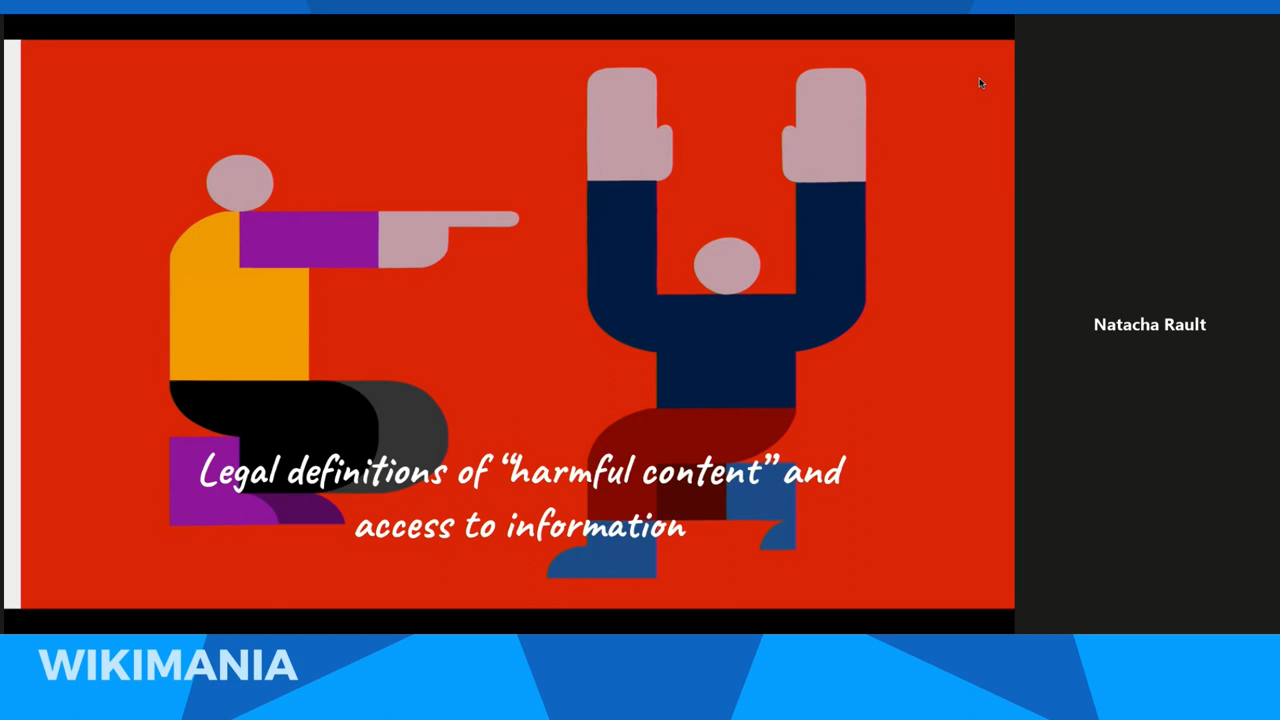 Legal definitions of “harmful content” and
access to information
Natacha Rault
WIKIMANIA